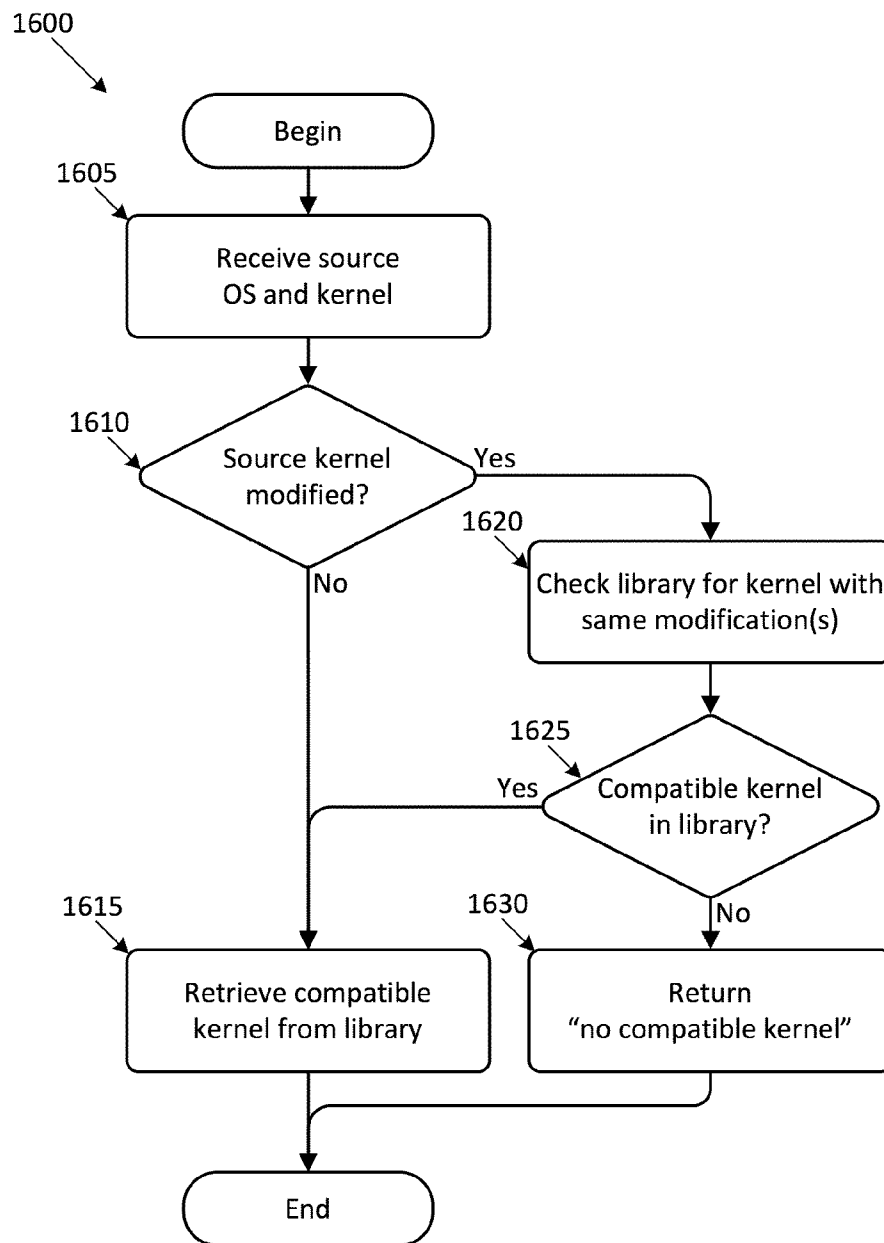 1600
Begin
1605
Receive source
OS and kernel
1610
Source kernel
modified?
Yes
No
1620
Check library for kernel with
same modification(s)
1625
Compatible kernel
in library?
Yes
No
1615
Retrieve compatible
kernel from library
1630
Return
“no compatible kernel”
End